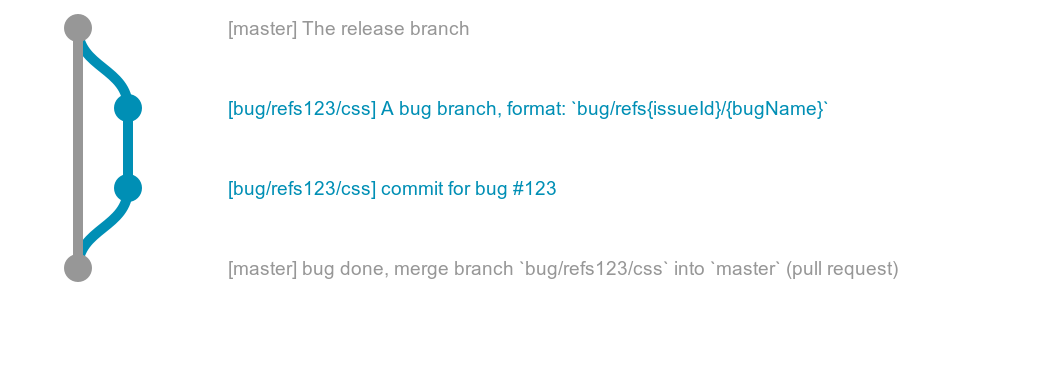 [master] The release branch
[bug/refs123/css] A bug branch, format: `bug/refs{issueId}/{bugName}`
[bug/refs123/css] commit for bug #123
[master] bug done, merge branch `bug/refs123/css` into `master` (pull request)